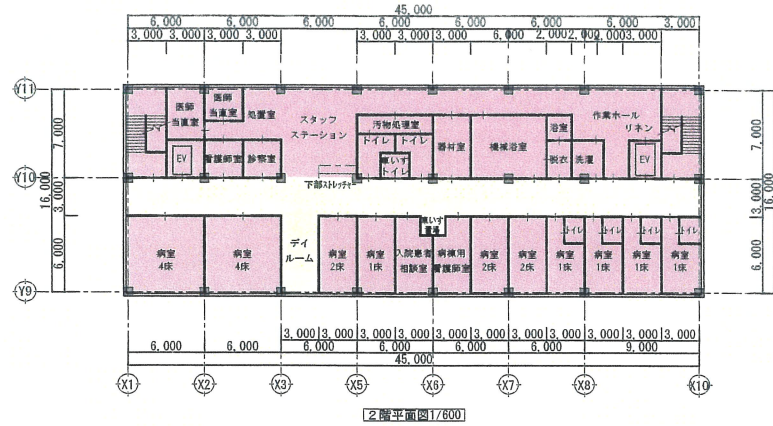 45,000
6,000 6,000 6,000 6,000 6,000 6,000 6,000 3,000
3,000 3,000 3,000 3,000 3,000 3,000 3,000 3,000 6,000 2,000 2,000 2,000 3,000
Y11
医師
当直室
医師
当直室
処置室
スタッフ
ステーション
汚物処理室
トイレ トイレ
車いす
トイレ
器材室
機械浴室
浴室
脱衣
洗濯
作業ホール
リネン
EV
看護師室
診察室
EV
下部ストレッチャー
Y10
7,000
3,000
6,000
16,000
7,000
3,000
6,000
16,000
病室
4床
病室
4床
デイ
ルーム
病室
2床
病室
1床
入院患者
相談室
車いす
置場
病棟用
看護師室
病室
2床
病室
2床
トイレ
病室
1床
トイレ
病室
1床
トイレ
病室
1床
トイレ
病室
1床
Y9
3,000 3,000 3,000 3,000 3,000 3,000 3,000 3,000 3,000 3,000 3,000
6,000 6,000 6,000 6,000 6,000 6,000 9,000
45,000
X1 X2 X3 X5 X6 X7 X8 X10
2階平面図1/600